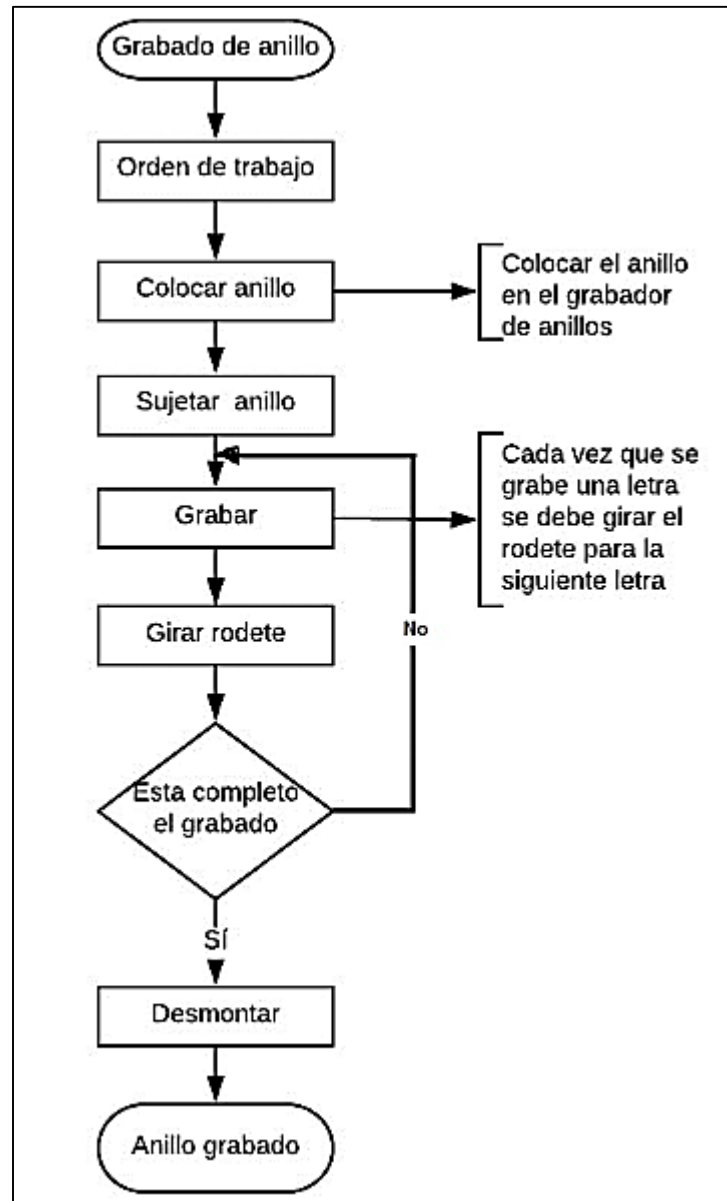 Grabado de anillo
Orden de trabajo
Colocar anillo
Colocar el anillo
en el grabador
de anillos
Sujetar anillo
Grabar
Cada vez que se
grabe una letra
se debe girar el
rodete para la
siguiente letra
Girar rodete
No
Esta completo
el grabado
Sí
Desmontar
Anillo grabado